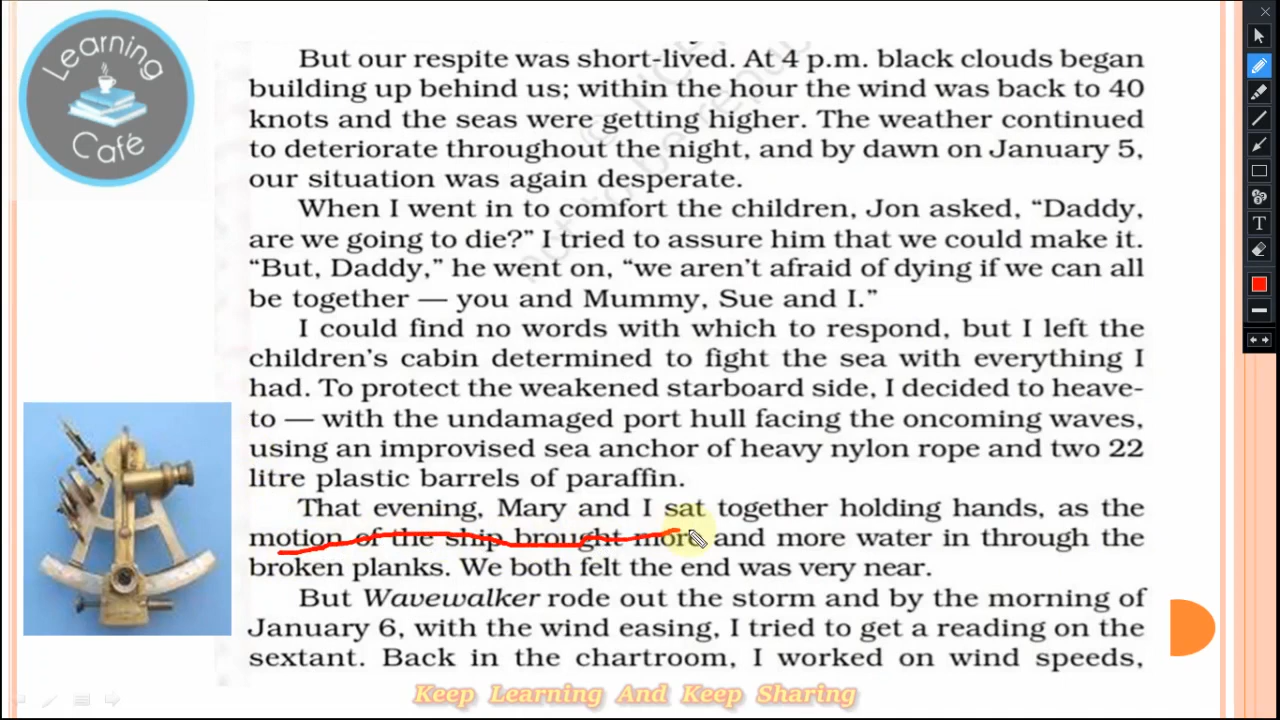 Learning
Café
But our respite was short-lived. At 4 p.m. black clouds began
building up behind us; within the hour the wind was back to 40
knots and the seas were getting higher. The weather continued
to deteriorate throughout the night, and by dawn on January 5,
our situation was again desperate.
When I went in to comfort the children, Jon asked, “Daddy,
are we going to die?” I tried to assure him that we could make it.
“But, Daddy,” he went on, “we aren’t afraid of dying if we can all
be together — you and Mummy, Sue and I.”
I could find no words with which to respond, but I left the
children’s cabin determined to fight the sea with everything I
had. To protect the weakened starboard side, I decided to heave-
to — with the undamaged port hull facing the oncoming waves,
using an improvised sea anchor of heavy nylon rope and two 22
litre plastic barrels of paraffin.
That evening, Mary and I sat together holding hands, as the
motion of the ship brought more and more water in through the
broken planks. We both felt the end was very near.
But Wavewalker rode out the storm and by the morning of
January 6, with the wind easing, I tried to get a reading on the
sextant. Back in the chartroom, I worked on wind speeds,
Keep Learning And Keep Sharing